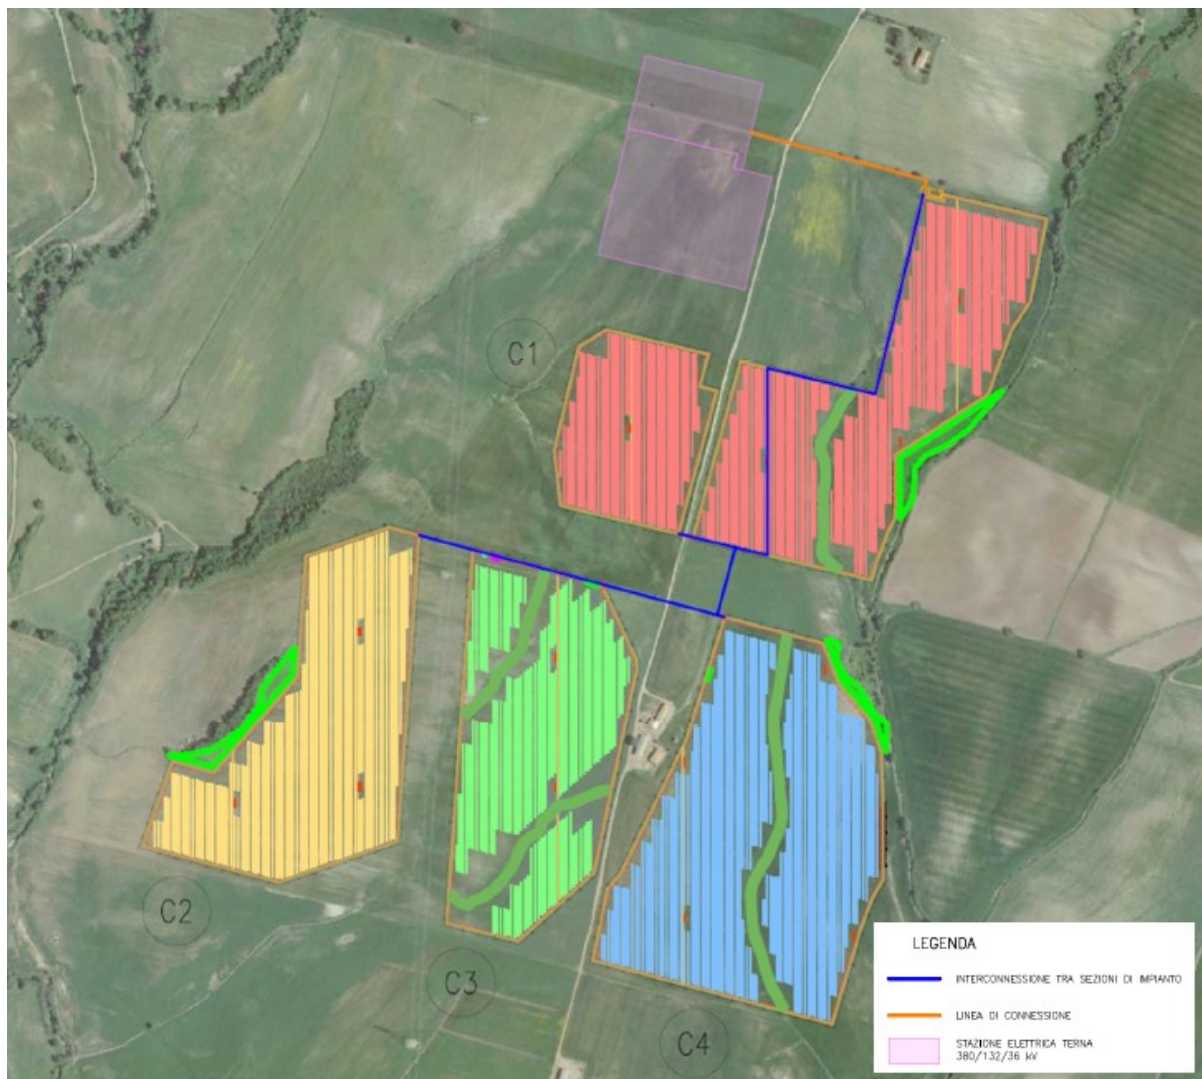 C1
C2
C3
C4
LEGENDA
INTERCONNESSIONE TRA SEZIONI DI IMPIANTO
LINEA DI CONNESSIONE
STAZIONE ELETTRICA TERNA
380/132/36 kV